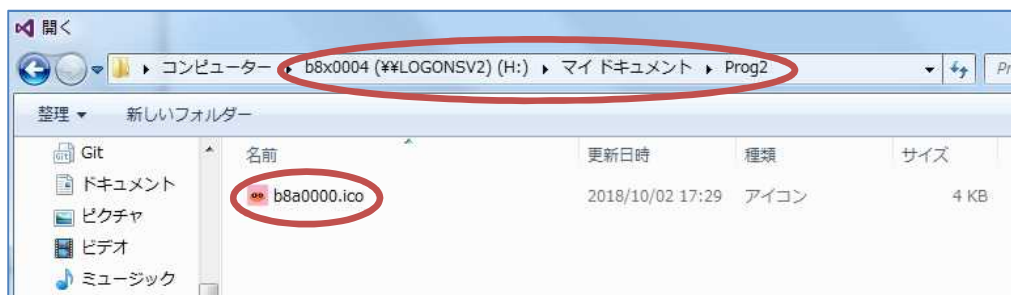 開く
コンピューター ▸ b8x0004 (¥¥LOGONSV2) (H:) ▸ マイ ドキュメント ▸ Prog2
Pr
整理 ▼ 新しいフォルダー
Git
ドキュメント
ピクチャ
ビデオ
ミュージック
名前 更新日時 種類 サイズ
b8a0000.ico 2018/10/02 17:29 アイコン 4 KB